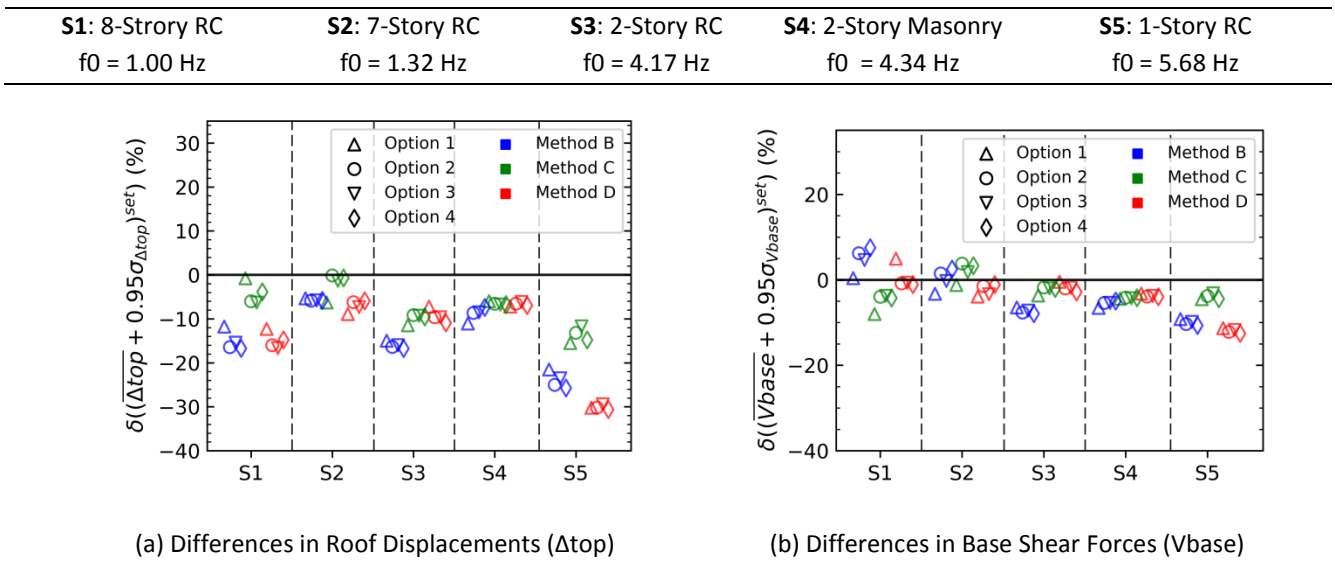 S1: 8-Strory RC S2: 7-Story RC S3: 2-Story RC S4: 2-Story Masonry S5: 1-Story RC
f0 = 1.00 Hz f0 = 1.32 Hz f0 = 4.17 Hz f0 = 4.34 Hz f0 = 5.68 Hz
δ((Δtop + 0.95σΔtop)set) (%)
30
20
10
0
−10
−20
−30
−40
Option 1 Method B
Option 2 Method C
Option 3 Method D
Option 4
S1 S2 S3 S4 S5
(a) Differences in Roof Displacements (Δtop)
δ((Vbase + 0.95σVbase)set) (%)
20
0
−20
−40
Option 1 Method B
Option 2 Method C
Option 3 Method D
Option 4
S1 S2 S3 S4 S5
(b) Differences in Base Shear Forces (Vbase)